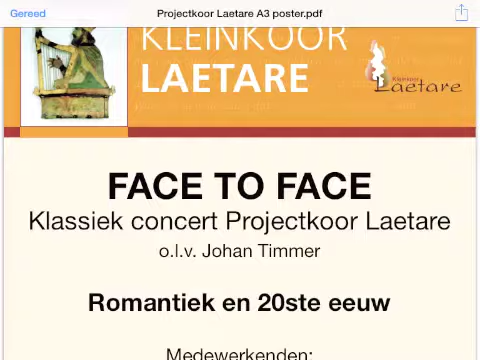 Gereed
Projectkoor Laetare A3 poster.pdf
KLEINKOOR
LAETARE
Kleinkoor
Laetare
FACE TO FACE
Klassiek concert Projectkoor Laetare
o.l.v. Johan Timmer
Romantiek en 20ste eeuw
Medewerkenden: